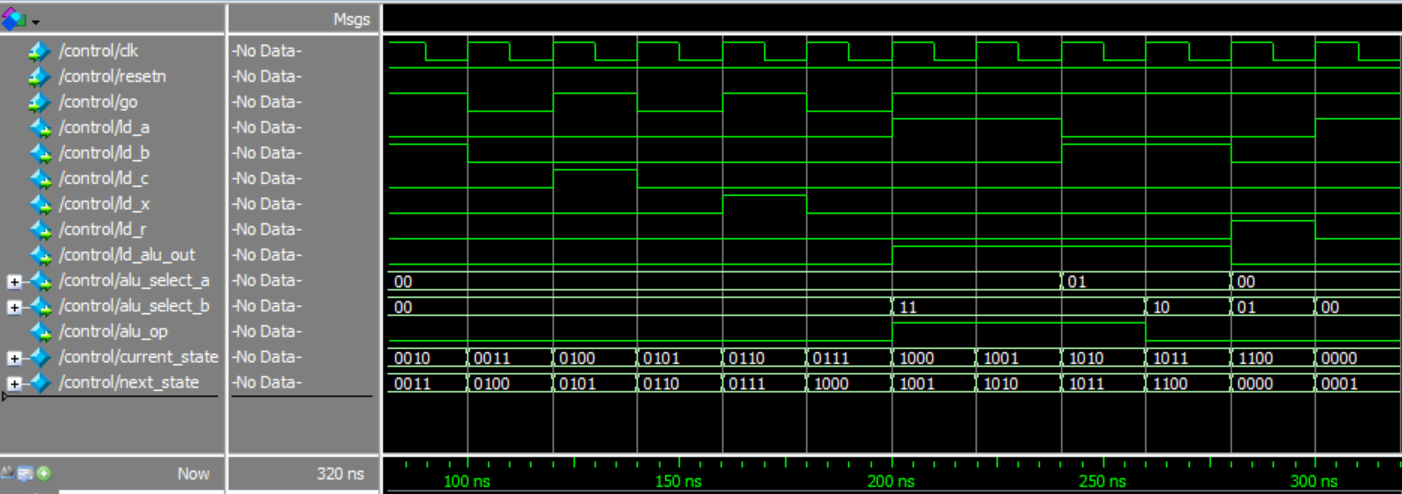 Msgs
/control/clk -No Data-
/control/resetn -No Data-
/control/go -No Data-
/control/ld_a -No Data-
/control/ld_b -No Data-
/control/ld_c -No Data-
/control/ld_x -No Data-
/control/ld_r -No Data-
/control/ld_alu_out -No Data-
/control/alu_select_a -No Data- 00 01 00
/control/alu_select_b -No Data- 00 11 10 01 00
/control/alu_op -No Data-
/control/current_state -No Data- 0010 0011 0100 0101 0110 0111 1000 1001 1010 1011 1100 0000
/control/next_state -No Data- 0011 0100 0101 0110 0111 1000 1001 1010 1011 1100 0000 0001
Now 320 ns 100 ns 150 ns 200 ns 250 ns 300 ns